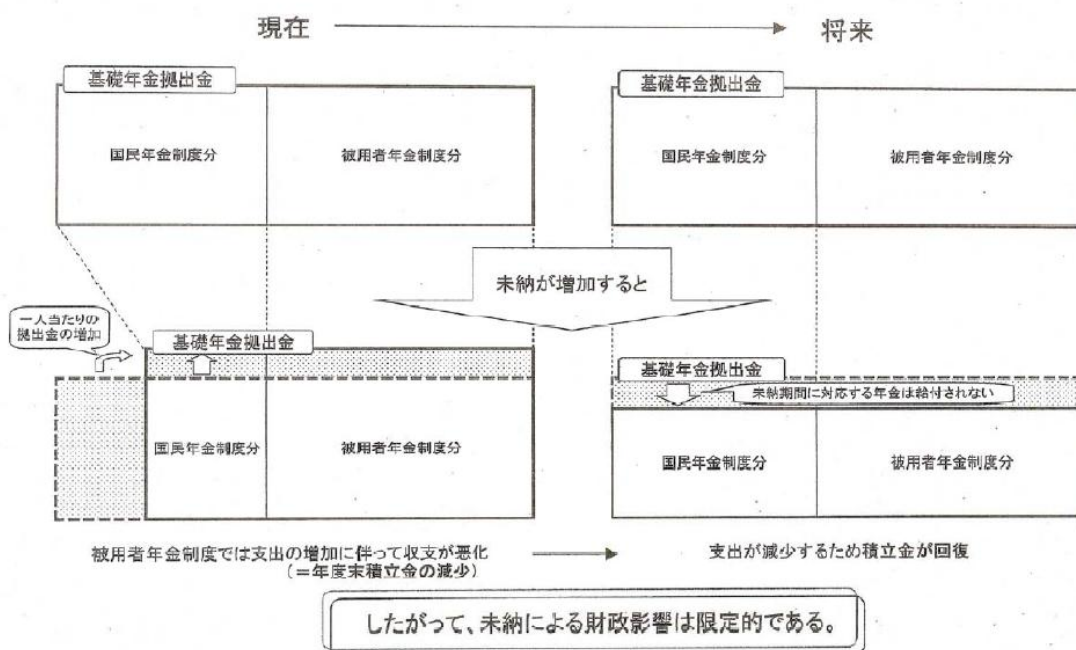 現在
将来
基礎年金拠出金
国民年金制度分
被用者年金制度分
基礎年金拠出金
国民年金制度分
被用者年金制度分
未納が増加すると
一人当たりの
拠出金の増加
基礎年金拠出金
国民年金制度分
被用者年金制度分
基礎年金拠出金
未納期間に対応する年金は給付されない
国民年金制度分
被用者年金制度分
被用者年金制度では支出の増加に伴って収支が悪化
(=年度末積立金の減少)
支出が減少するため積立金が回復
したがって、未納による財政影響は限定的である。